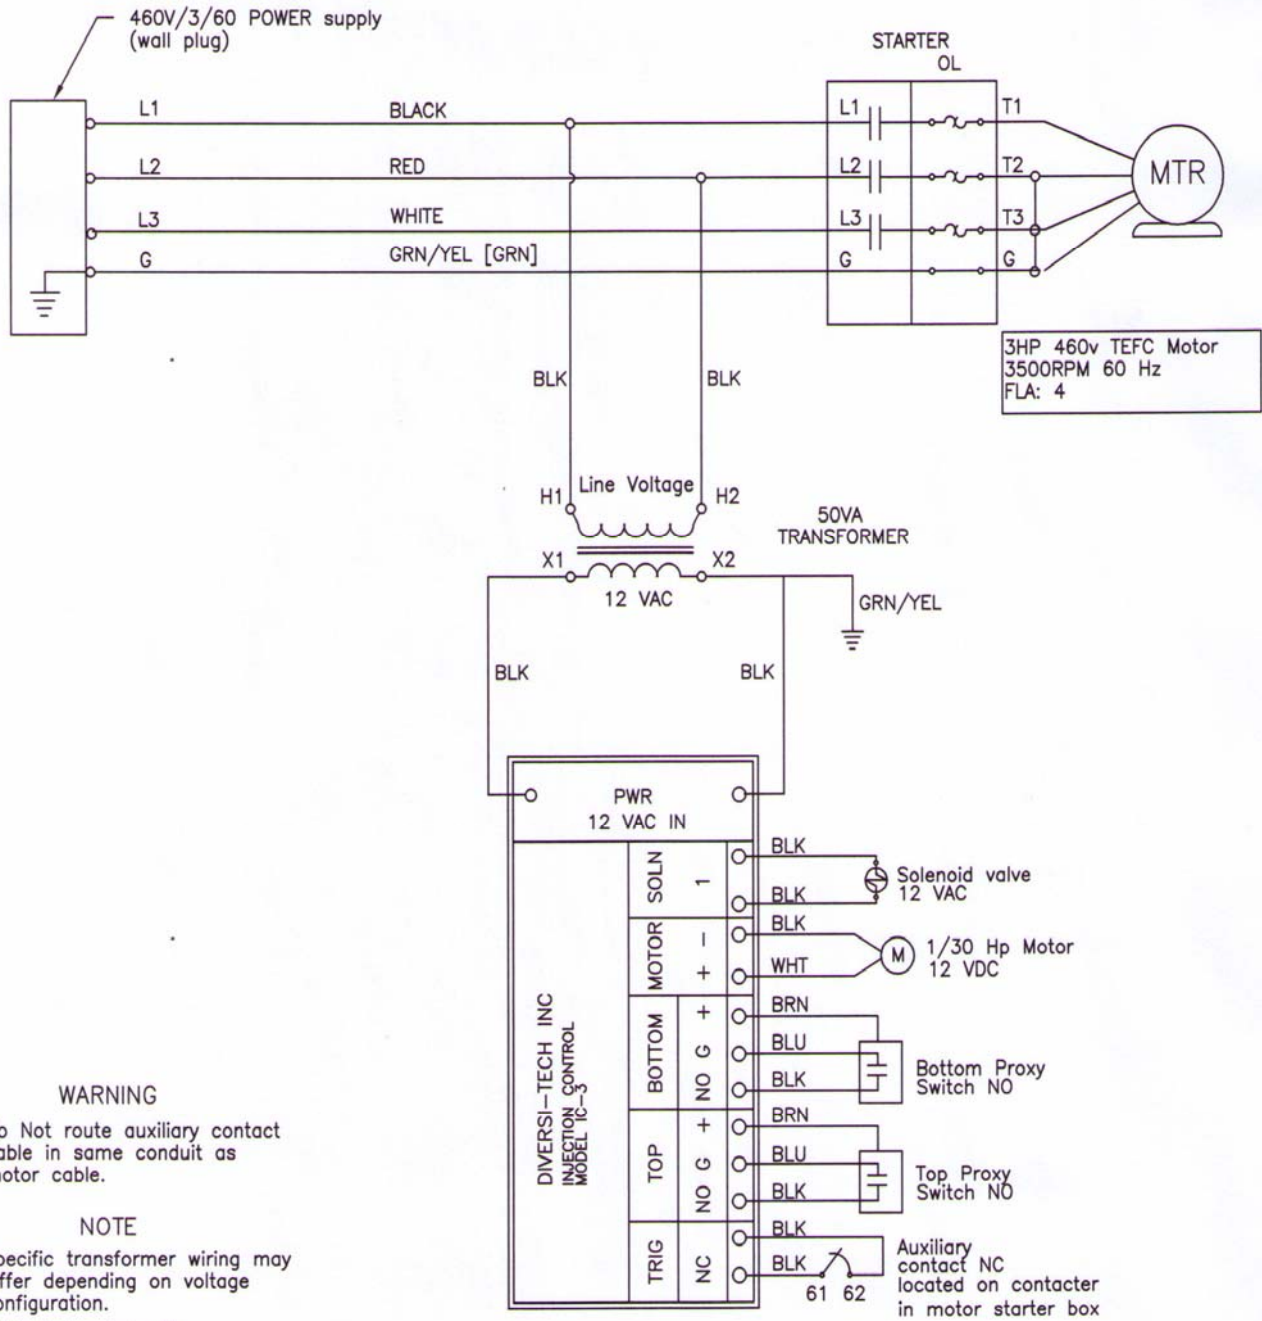 460V/3/60 POWER supply
(wall plug)
STARTER
OL
L1
BLACK
L1
T1
L2
RED
L2
T2
MTR
L3
WHITE
L3
T3
G
GRN/YEL [GRN]
G
G
3HP 460v TEFC Motor
3500RPM 60 Hz
FLA: 4
BLK
BLK
H1
Line Voltage
H2
50VA
TRANSFORMER
X1
X2
12 VAC
GRN/YEL
BLK
BLK
PWR
12 VAC IN
DIVERSI-TECH INC
INJECTION CONTROL
MODEL IC-3
SOLN
1
BLK
BLK
Solenoid valve
12 VAC
MOTOR
-
+
BLK
WHT
M
1/30 Hp Motor
12 VDC
BOTTOM
+
G
NO
BRN
BLU
BLK
Bottom Proxy
Switch NO
TOP
+
G
NO
BRN
BLU
BLK
Top Proxy
Switch NO
TRIG
NC
BLK
BLK
61 62
Auxiliary
contact NC
located on contacter
in motor starter box
WARNING
o Not route auxiliary contact
able in same conduit as
motor cable.
NOTE
pecific transformer wiring may
ffer depending on voltage
onfiguration.